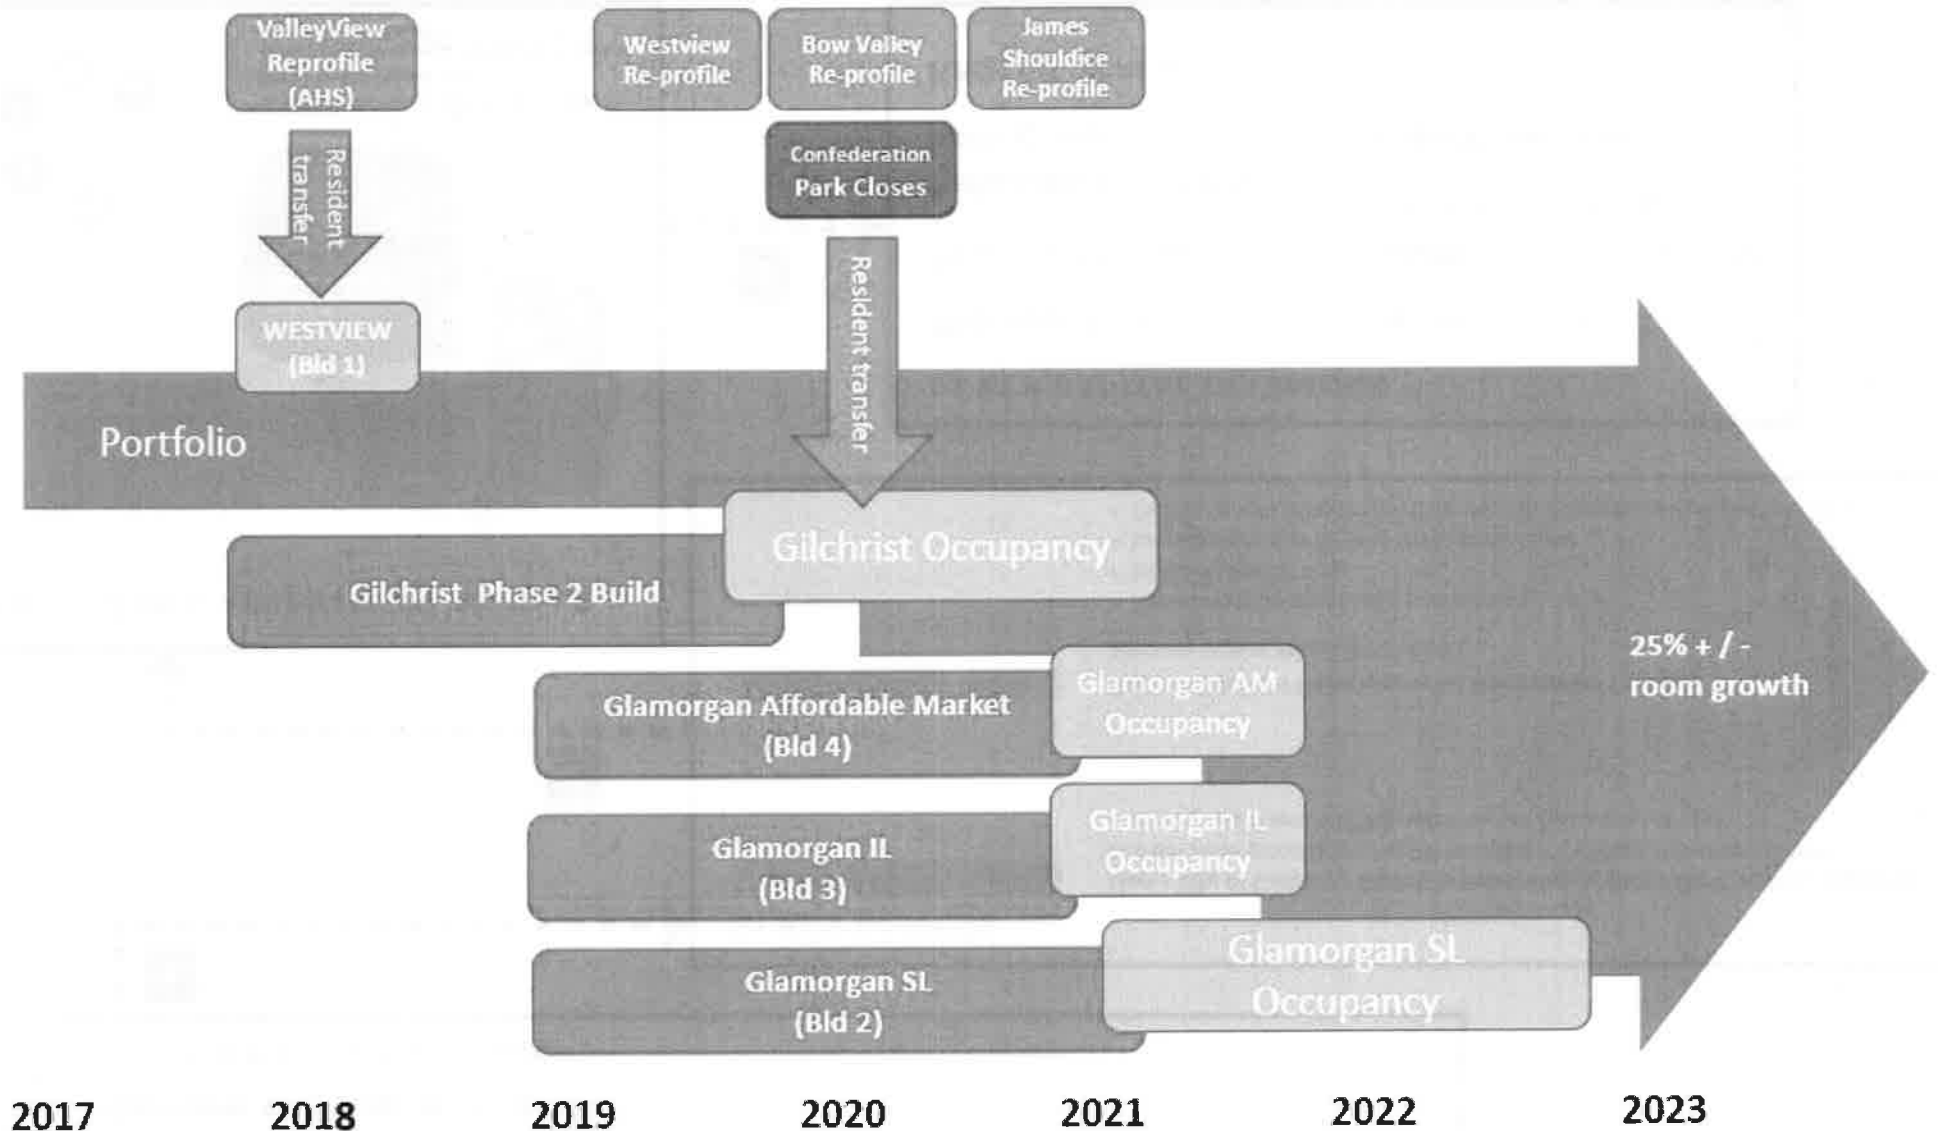 ValleyView
Reprofile
(AHS)
Westview
Re-profile
Bow Valley
Re-profile
James
Shouldice
Re-profile
Confederation
Park Closes
Resident
transfer
Resident transfer
WESTVIEW
(Bld 1)
Portfolio
Gilchrist Occupancy
Gilchrist Phase 2 Build
25% + / -
room growth
Glamorgan Affordable Market
(Bld 4)
Glamorgan AM
Occupancy
Glamorgan IL
(Bld 3)
Glamorgan IL
Occupancy
Glamorgan SL
(Bld 2)
Glamorgan SL
Occupancy
2017 2018 2019 2020 2021 2022 2023